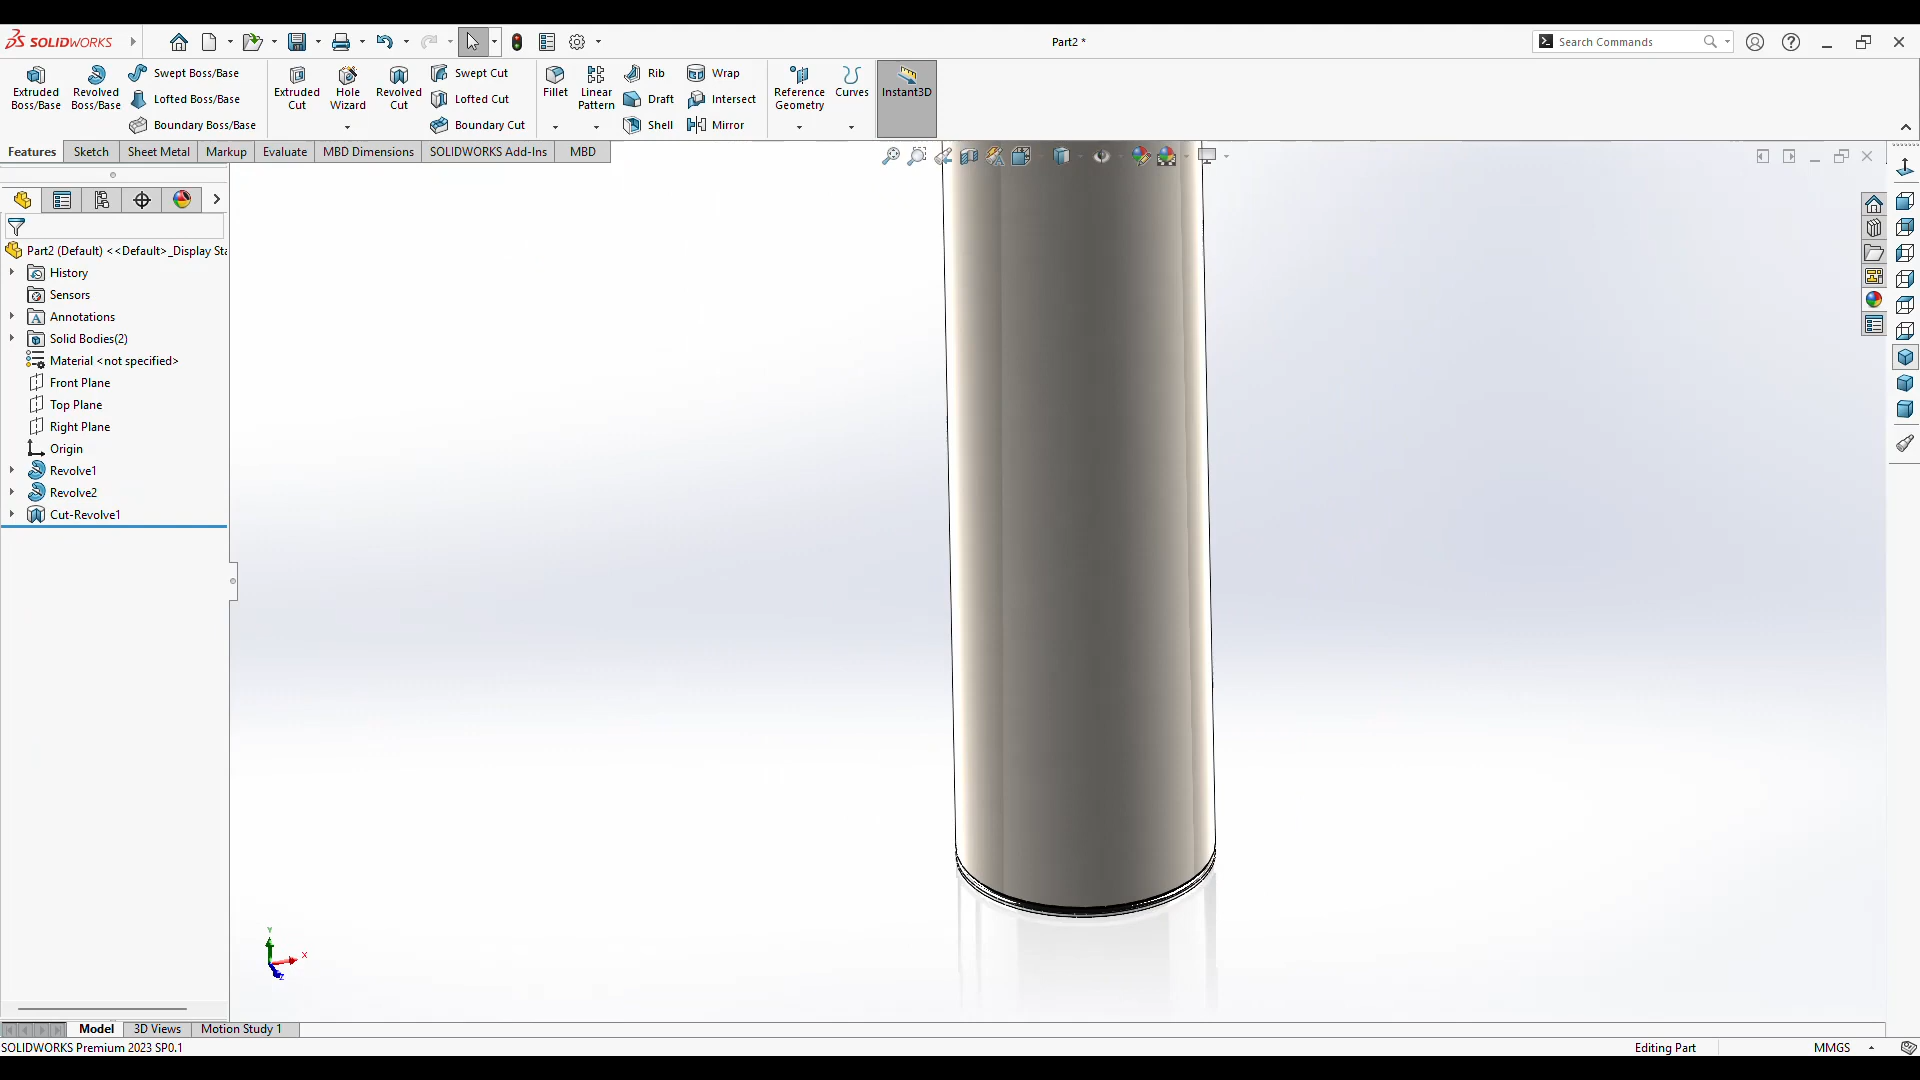 SOLIDWORKS
Part2 *
Search Commands
Extruded Boss/Base
Revolved Boss/Base
Swept Boss/Base
Lofted Boss/Base
Boundary Boss/Base
Extruded Cut
Hole Wizard
Revolved Cut
Swept Cut
Lofted Cut
Boundary Cut
Fillet
Linear Pattern
Rib
Draft
Shell
Wrap
Intersect
Mirror
Reference Geometry
Curves
Instant3D
Features
Sketch
Sheet Metal
Markup
Evaluate
MBD Dimensions
SOLIDWORKS Add-Ins
MBD
Part2 (Default) <<Default>_Display Sta
History
Sensors
Annotations
Solid Bodies(2)
Material <not specified>
Front Plane
Top Plane
Right Plane
Origin
Revolve1
Revolve2
Cut-Revolve1
Y
X
Z
Model
3D Views
Motion Study 1
SOLIDWORKS Premium 2023 SP0.1
Editing Part
MMGS